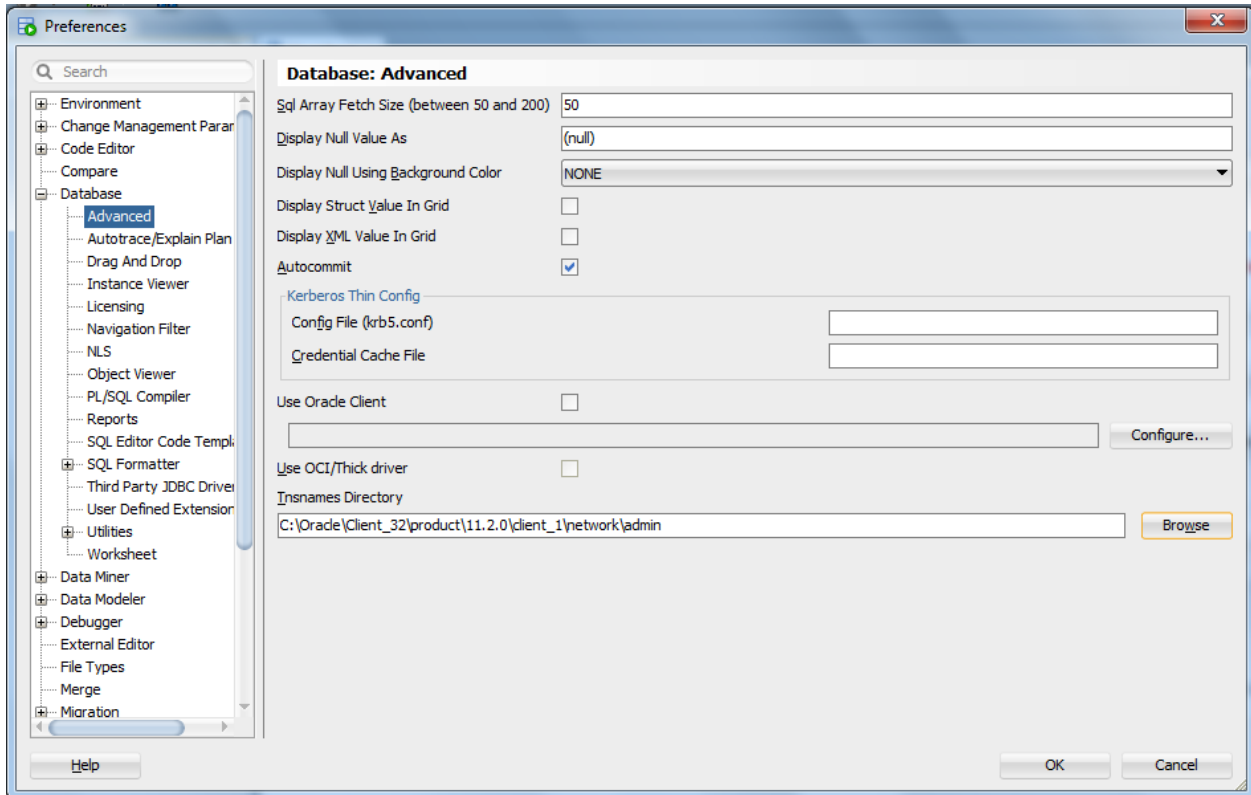 Preferences
Search
Environment
Change Management Paran
Code Editor
Compare
Database
Advanced
Autotrace/Explain Plan
Drag And Drop
Instance Viewer
Licensing
Navigation Filter
NLS
Object Viewer
PL/SQL Compiler
Reports
SQL Editor Code Templa
SQL Formatter
Third Party JDBC Driver
User Defined Extension
Utilities
Worksheet
Data Miner
Data Modeler
Debugger
External Editor
File Types
Merge
Migration
Database: Advanced
Sql Array Fetch Size (between 50 and 200) 50
Display Null Value As (null)
Display Null Using Background Color NONE
Display Struct Value In Grid
Display XML Value In Grid
Autocommit
Kerberos Thin Config
Config File (krb5.conf)
Credential Cache File
Use Oracle Client
Configure...
Use OCI/Thick driver
Tnsnames Directory
C:\Oracle\Client_32\product\11.2.0\client_1\network\admin Browse
Help OK Cancel